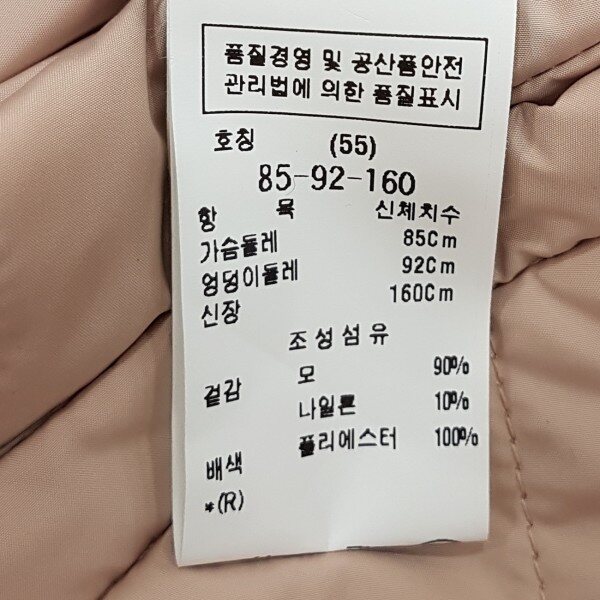 품질경영 및 공산품안전
관리법에 의한 품질표시
호칭 (55)
85-92-160
항 목 신체치수
가슴둘레 85Cm
엉덩이둘레 92Cm
신장 160Cm
조성섬유
겉감 모 90%
나일론 10%
배색 폴리에스터 100%
*(R)